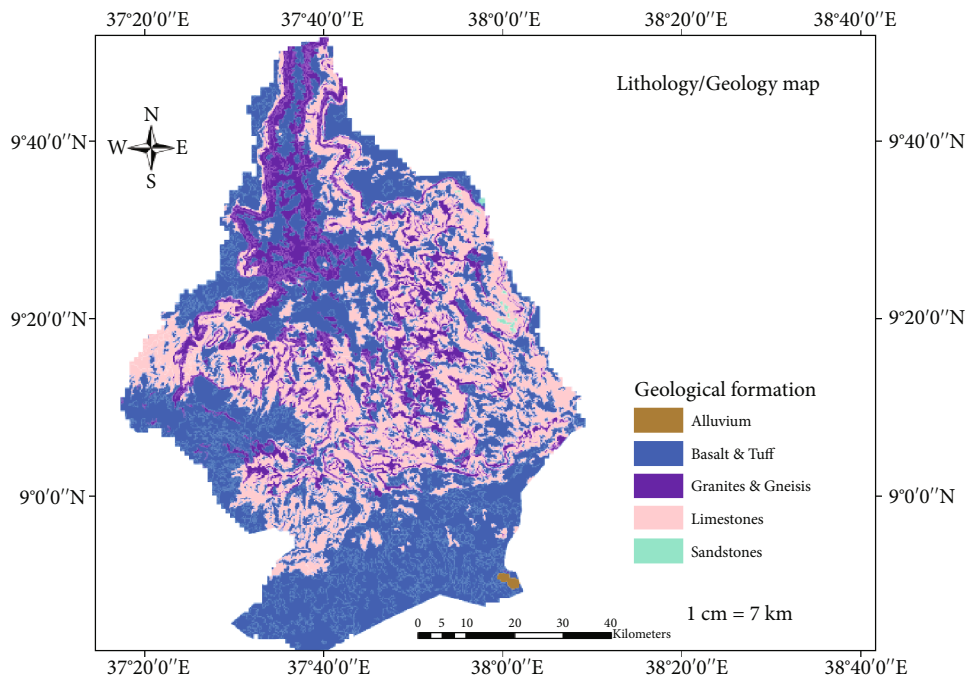 37°20′0′′E 37°40′0′′E 38°0′0′′E 38°20′0′′E 38°40′0′′E
Lithology/Geology map
N
W E
S
9°40′0′′N 9°40′0′′N
9°20′0′′N 9°20′0′′N
Geological formation
Alluvium
Basalt & Tuff
Granites & Gneisis
9°0′0′′N 9°0′0′′N
Limestones
Sandstones
1 cm = 7 km
Kilometers
0 5 10 20 30 40
37°20′0′′E 37°40′0′′E 38°0′0′′E 38°20′0′′E 38°40′0′′E